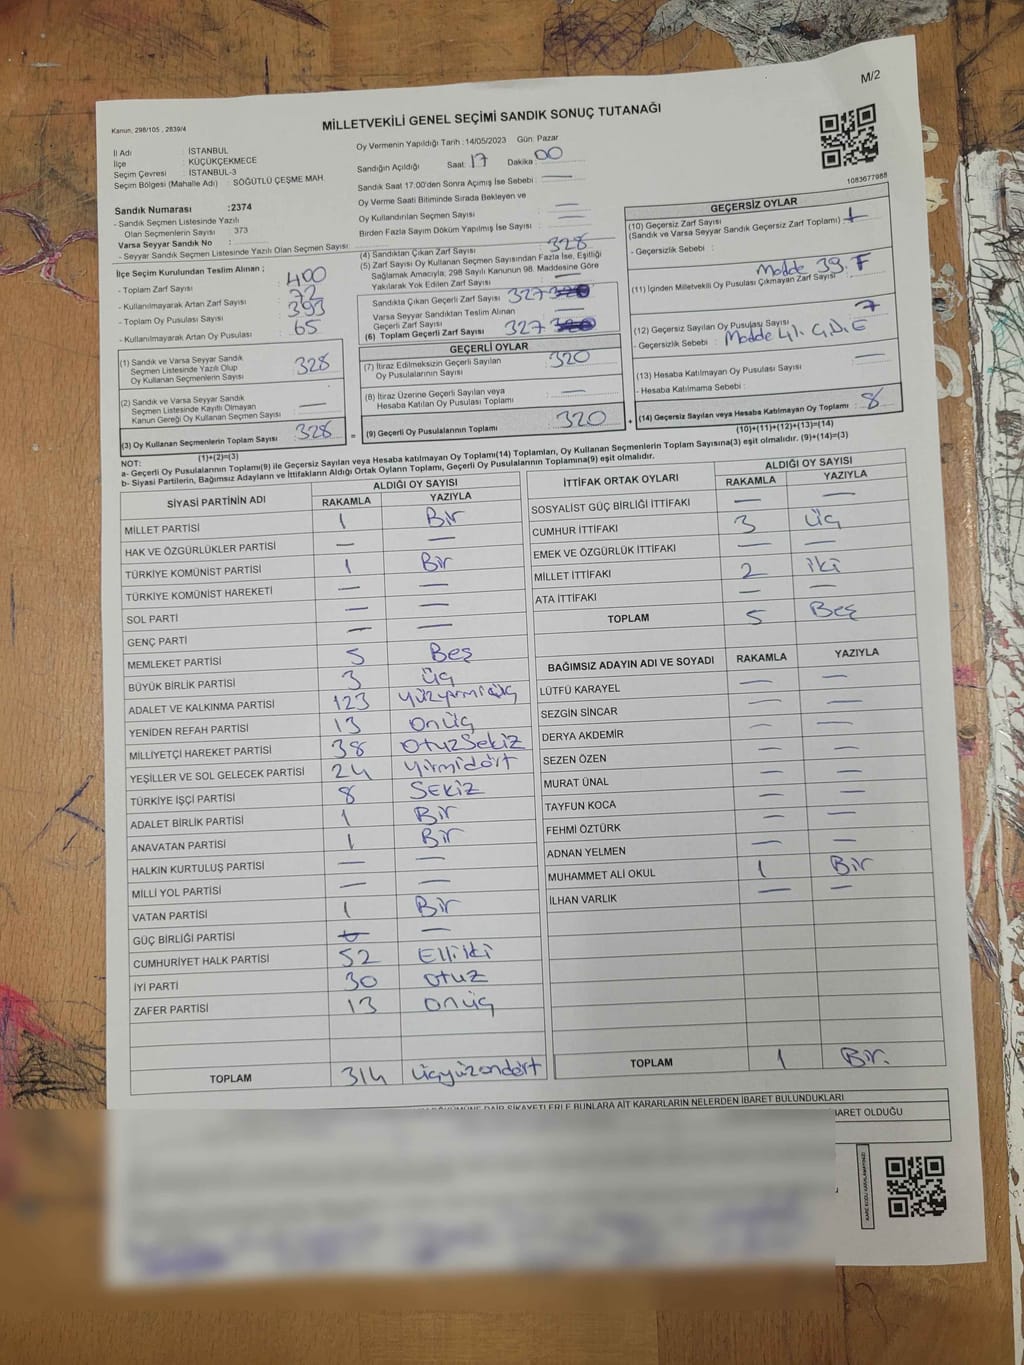 M/2
Kanun, 298/105 , 2839/4
MİLLETVEKİLİ GENEL SEÇİMİ SANDIK SONUÇ TUTANAĞI
İl Adı : İSTANBUL
İlçe : KÜÇÜKÇEKMECE
Seçim Çevresi : İSTANBUL-3
Seçim Bölgesi (Mahalle Adı) : SÖĞÜTLÜ ÇEŞME MAH.
Sandık Numarası :2374
- Sandık Seçmen Listesinde Yazılı
Olan Seçmenlerin Sayısı 373
Varsa Seyyar Sandık No :
- Seyyar Sandık Seçmen Listesinde Yazılı Olan Seçmen Sayısı:
İlçe Seçim Kurulundan Teslim Alınan ;
- Toplam Zarf Sayısı : 400
- Kullanılmayarak Artan Zarf Sayısı : 72
- Toplam Oy Pusulası Sayısı : 393
- Kullanılmayarak Artan Oy Pusulası : 65
(1) Sandık ve Varsa Seyyar Sandık
Seçmen Listesinde Yazılı Olup
Oy Kullanan Seçmenlerin Sayısı 328
(2) Sandık ve Varsa Seyyar Sandık
Seçmen Listesinde Kayıtlı Olmayan
Kanun Gereği Oy Kullanan Seçmen Sayısı —
(3) Oy Kullanan Seçmenlerin Toplam Sayısı 328
(1)+(2)=(3)
Oy Vermenin Yapıldığı Tarih : 14/05/2023 Gün: Pazar
Sandığın Açıldığı Saat: 17 Dakika : 00
Sandık Saat 17:00'den Sonra Açımış İse Sebebi : —
Oy Verme Saati Bitiminde Sırada Bekleyen ve
Oy Kullandırılan Seçmen Sayısı : —
Birden Fazla Sayım Döküm Yapılmış İse Sayısı : —
(4) Sandıktan Çıkan Zarf Sayısı : 328
(5) Zarf Sayısı Oy Kullanan Seçmen Sayısından Fazla İse, Eşitliği
Sağlamak Amacıyla; 298 Sayılı Kanunun 98. Maddesine Göre
Yakılarak Yok Edilen Zarf Sayısı : —
Sandıkta Çıkan Geçerli Zarf Sayısı : 327
Varsa Seyyar Sandıktan Teslim Alınan
Geçerli Zarf Sayısı : —
(6) Toplam Geçerli Zarf Sayısı : 327
GEÇERLİ OYLAR
(7) İtiraz Edilmeksizin Geçerli Sayılan
Oy Pusulalarının Sayısı : 320
(8) İtiraz Üzerine Geçerli Sayılan veya
Hesaba Katılan Oy Pusulası Toplamı : —
= (9) Geçerli Oy Pusulalarının Toplamı 320 +
1083677988
GEÇERSİZ OYLAR
(10) Geçersiz Zarf Sayısı
(Sandık ve Varsa Seyyar Sandık Geçersiz Zarf Toplamı) : 1
- Geçersizlik Sebebi : Madde 39. F
(11) İçinden Milletvekili Oy Pusulası Çıkmayan Zarf Sayısı :
(12) Geçersiz Sayılan Oy Pusulası Sayısı : 7
- Geçersizlik Sebebi : Madde 41. Ç.D.E
(13) Hesaba Katılmayan Oy Pusulası Sayısı : —
- Hesaba Katılmama Sebebi :
(14) Geçersiz Sayılan veya Hesaba Katılmayan Oy Toplamı : 8
(10)+(11)+(12)+(13)=(14)
NOT:
a- Geçerli Oy Pusulalarının Toplamı(9) ile Geçersiz Sayılan veya Hesaba katılmayan Oy Toplamı(14) Toplamları, Oy Kullanan Seçmenlerin Toplam Sayısına(3) eşit olmalıdır. (9)+(14)=(3)
b- Siyasi Partilerin, Bağımsız Adayların ve İttifakların Aldığı Ortak Oyların Toplamı, Geçerli Oy Pusulalarının Toplamına(9) eşit olmalıdır.
SİYASİ PARTİNİN ADI ALDIĞI OY SAYISI
RAKAMLA YAZIYLA
MİLLET PARTİSİ 1 Bir
HAK VE ÖZGÜRLÜKLER PARTİSİ — —
TÜRKİYE KOMÜNİST PARTİSİ 1 Bir
TÜRKİYE KOMÜNİST HAREKETİ — —
SOL PARTİ — —
GENÇ PARTİ — —
MEMLEKET PARTİSİ 5 Beş
BÜYÜK BİRLİK PARTİSİ 3 üç
ADALET VE KALKINMA PARTİSİ 123 yüzyirmiüç
YENİDEN REFAH PARTİSİ 13 onüç
MİLLİYETÇİ HAREKET PARTİSİ 38 otuzSekiz
YEŞİLLER VE SOL GELECEK PARTİSİ 24 yirmidört
TÜRKİYE İŞÇİ PARTİSİ 8 Sekiz
ADALET BİRLİK PARTİSİ 1 Bir
ANAVATAN PARTİSİ 1 Bir
HALKIN KURTULUŞ PARTİSİ — —
MİLLİ YOL PARTİSİ — —
VATAN PARTİSİ 1 Bir
GÜÇ BİRLİĞİ PARTİSİ — —
CUMHURİYET HALK PARTİSİ 52 Elliiki
İYİ PARTİ 30 otuz
ZAFER PARTİSİ 13 onüç
TOPLAM 314 üçyüzondört
İTTİFAK ORTAK OYLARI ALDIĞI OY SAYISI
RAKAMLA YAZIYLA
SOSYALİST GÜÇ BİRLİĞİ İTTİFAKI — —
CUMHUR İTTİFAKI 3 üç
EMEK VE ÖZGÜRLÜK İTTİFAKI — —
MİLLET İTTİFAKI 2 iki
ATA İTTİFAKI — —
TOPLAM 5 Beş
BAĞIMSIZ ADAYIN ADI VE SOYADI RAKAMLA YAZIYLA
LÜTFÜ KARAYEL — —
SEZGİN SİNCAR — —
DERYA AKDEMİR — —
SEZEN ÖZEN — —
MURAT ÜNAL — —
TAYFUN KOCA — —
FEHMİ ÖZTÜRK — —
ADNAN YELMEN — —
MUHAMMET ALİ OKUL 1 Bir
İLHAN VARLIK — —
TOPLAM 1 Bir.
DAİR ŞİKAYETLERLE BUNLARA AİT KARARLARIN NELERDEN İBARET BULUNDUKLARI
İBARET OLDUĞU